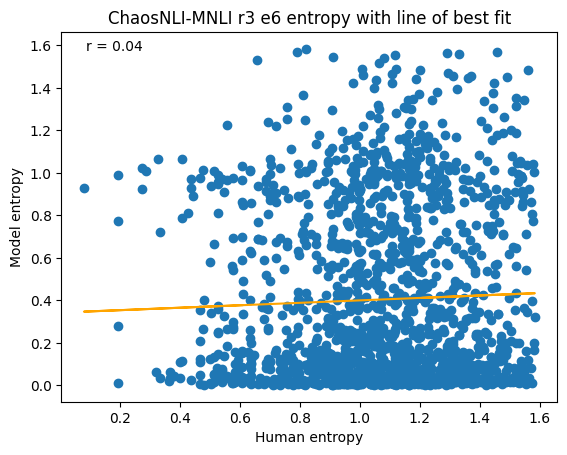 ChaosNLI-MNLI r3 e6 entropy with line of best fit
r = 0.04
Model entropy
1.6
1.4
1.2
1.0
0.8
0.6
0.4
0.2
0.0
0.2 0.4 0.6 0.8 1.0 1.2 1.4 1.6
Human entropy